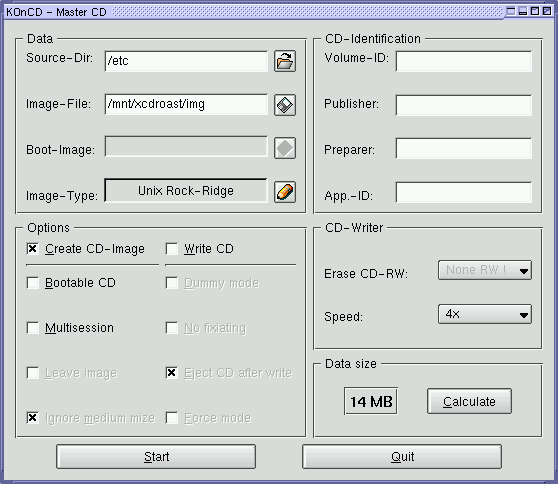 KOnCD - Master CD
Data
Source-Dir: /etc
Image-File: /mnt/xcdroast/img
Boot-Image:
Image-Type: Unix Rock-Ridge
CD-Identification
Volume-ID:
Publisher:
Preparer:
App.-ID:
Options
Create CD-Image Write CD
Bootable CD Dummy mode
Multisession No fixiating
Leave image Eject CD after write
Ignore medium mize Force mode
CD-Writer
Erase CD-RW: None RW !
Speed: 4x
Data size
14 MB Calculate
Start Quit